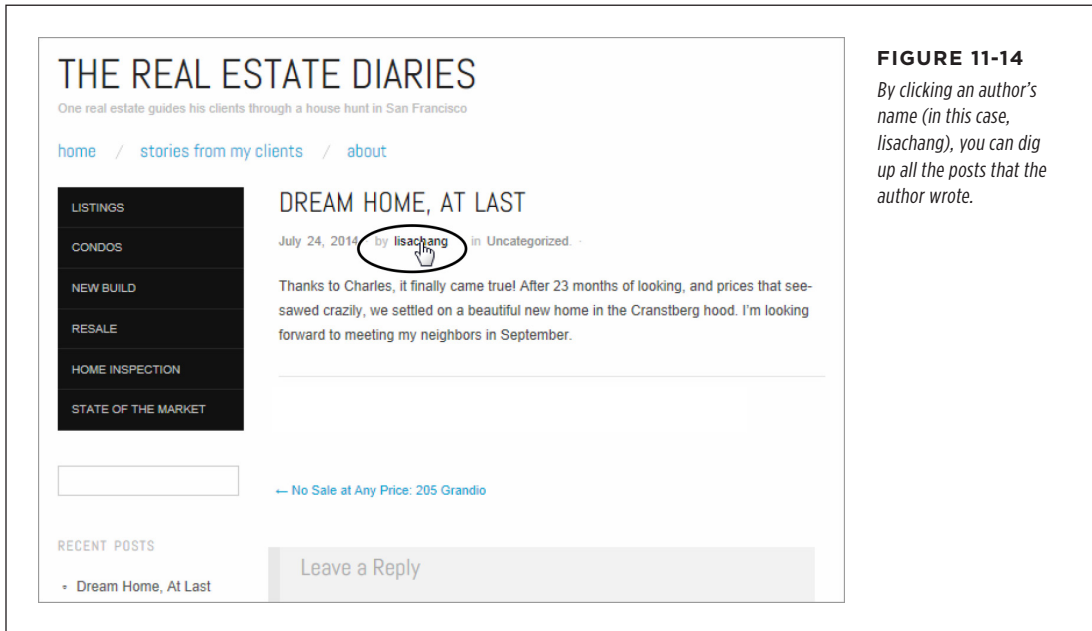 THE REAL ESTATE DIARIES
One real estate guides his clients through a house hunt in San Francisco
home / stories from my clients / about
LISTINGS
CONDOS
NEW BUILD
RESALE
HOME INSPECTION
STATE OF THE MARKET
RECENT POSTS
◦ Dream Home, At Last
DREAM HOME, AT LAST
July 24, 2014 · by lisachang · in Uncategorized. ·
Thanks to Charles, it finally came true! After 23 months of looking, and prices that see-
sawed crazily, we settled on a beautiful new home in the Cranstberg hood. I'm looking
forward to meeting my neighbors in September.
← No Sale at Any Price: 205 Grandio
Leave a Reply
FIGURE 11-14
By clicking an author's
name (in this case,
lisachang), you can dig
up all the posts that the
author wrote.